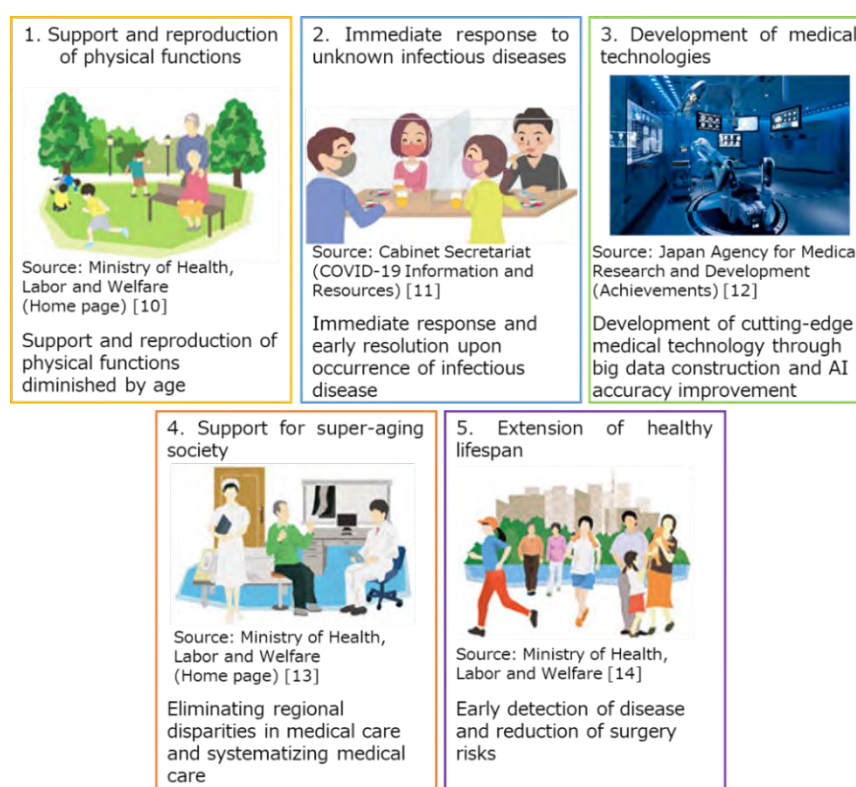 1. Support and reproduction
of physical functions
Source: Ministry of Health,
Labor and Welfare
(Home page) [10]
Support and reproduction of
physical functions
diminished by age
2. Immediate response to
unknown infectious diseases
Source: Cabinet Secretariat
(COVID-19 Information and
Resources) [11]
Immediate response and
early resolution upon
occurrence of infectious
disease
3. Development of medical
technologies
Source: Japan Agency for Medica
Research and Development
(Achievements) [12]
Development of cutting-edge
medical technology through
big data construction and AI
accuracy improvement
4. Support for super-aging
society
Source: Ministry of Health,
Labor and Welfare
(Home page) [13]
Eliminating regional
disparities in medical care
and systematizing medical
care
5. Extension of healthy
lifespan
Source: Ministry of Health,
Labor and Welfare [14]
Early detection of disease
and reduction of surgery
risks